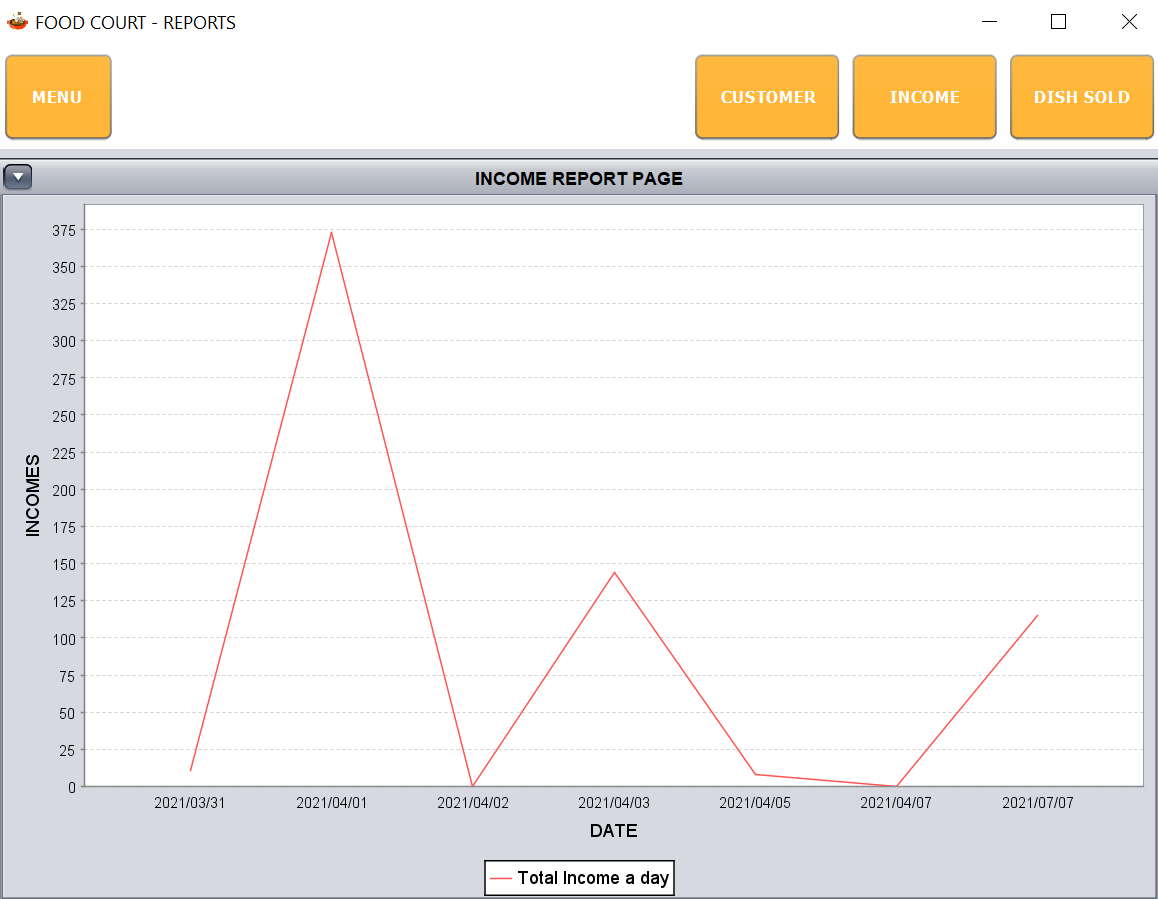 FOOD COURT - REPORTS
MENU
CUSTOMER
INCOME
DISH SOLD
INCOME REPORT PAGE
INCOMES
375
350
325
300
275
250
225
200
175
150
125
100
75
50
25
0
2021/03/31 2021/04/01 2021/04/02 2021/04/03 2021/04/05 2021/04/07 2021/07/07
DATE
Total Income a day